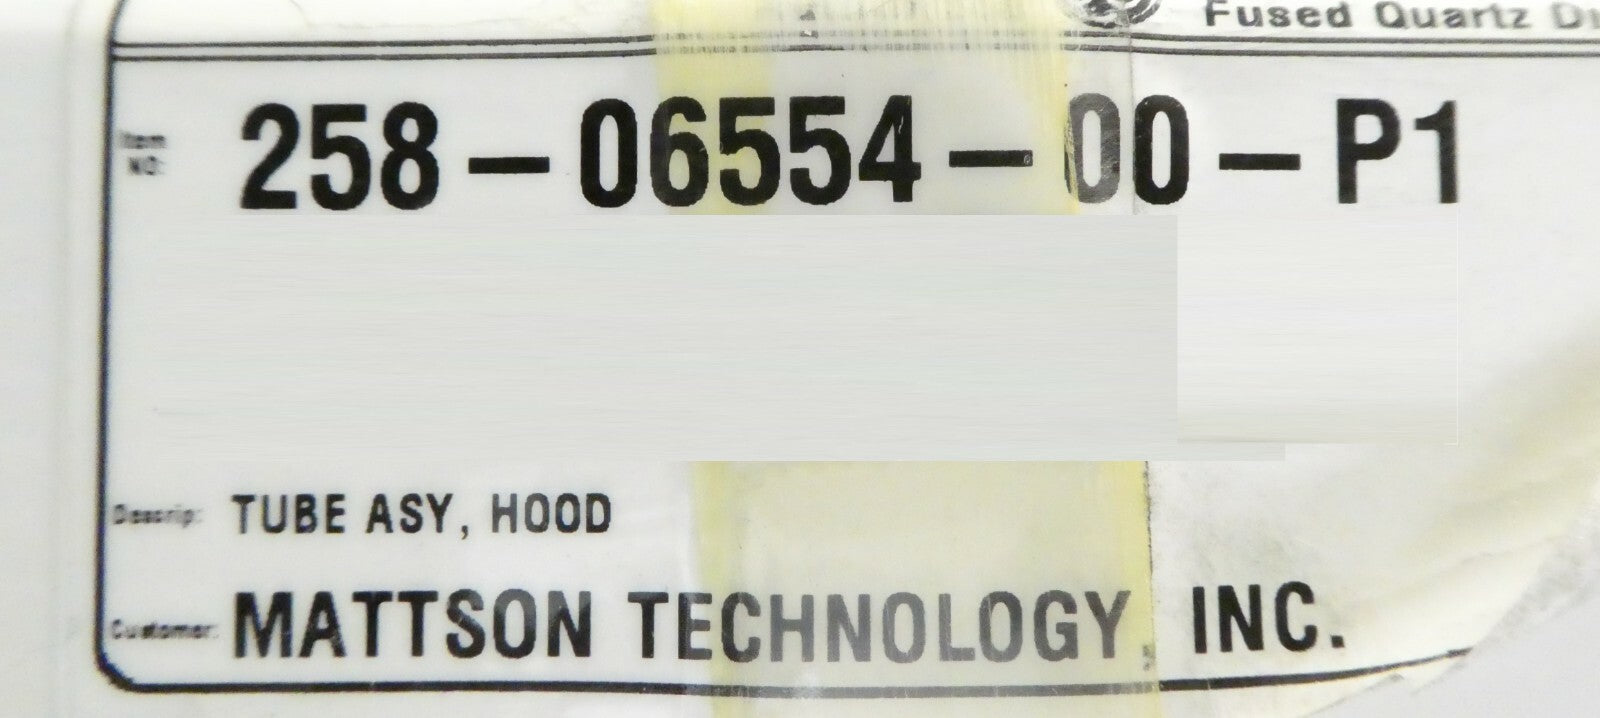 Fused Quartz
Item NO: 258-06554-00-P1
Descrip: TUBE ASY, HOOD
Customer: MATTSON TECHNOLOGY, INC.